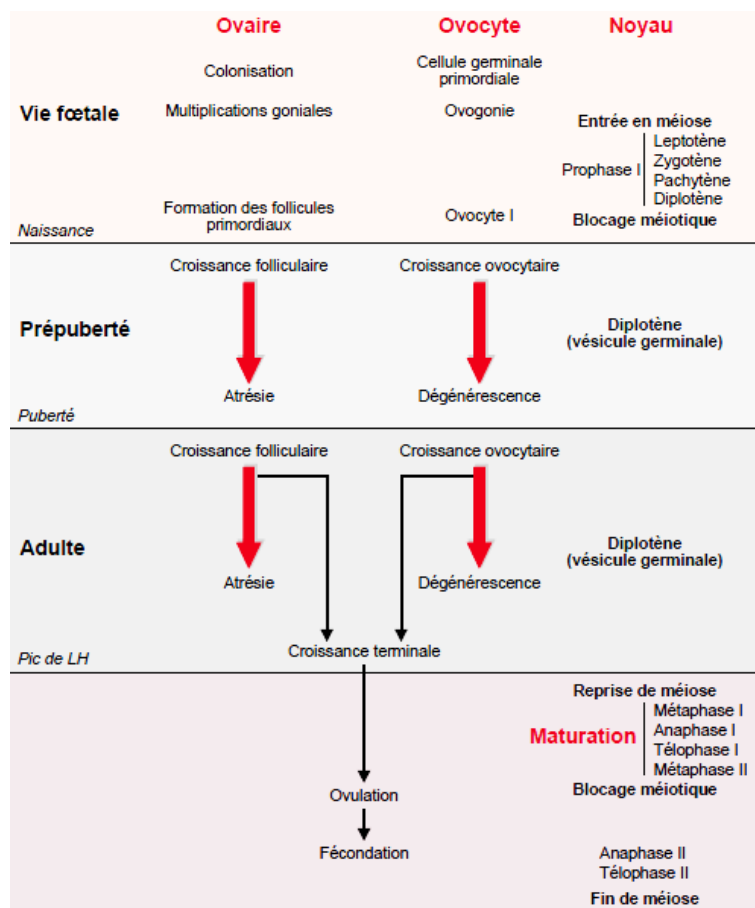 Ovaire Ovocyte Noyau
Colonisation
Cellule germinale
primordiale
Vie fœtale
Multiplications goniales
Ovogonie
Entrée en méiose
Prophase I
Leptotène
Zygotène
Pachytène
Diplotène
Formation des follicules
primordiaux
Ovocyte I
Blocage méiotique
Naissance
Croissance folliculaire
Croissance ovocytaire
Prépuberté
Diplotène
(vésicule germinale)
Atrésie
Dégénérescence
Puberté
Croissance folliculaire
Croissance ovocytaire
Adulte
Diplotène
(vésicule germinale)
Atrésie
Dégénérescence
Croissance terminale
Pic de LH
Reprise de méiose
Maturation
Métaphase I
Anaphase I
Télophase I
Métaphase II
Blocage méiotique
Ovulation
Fécondation
Anaphase II
Télophase II
Fin de méiose